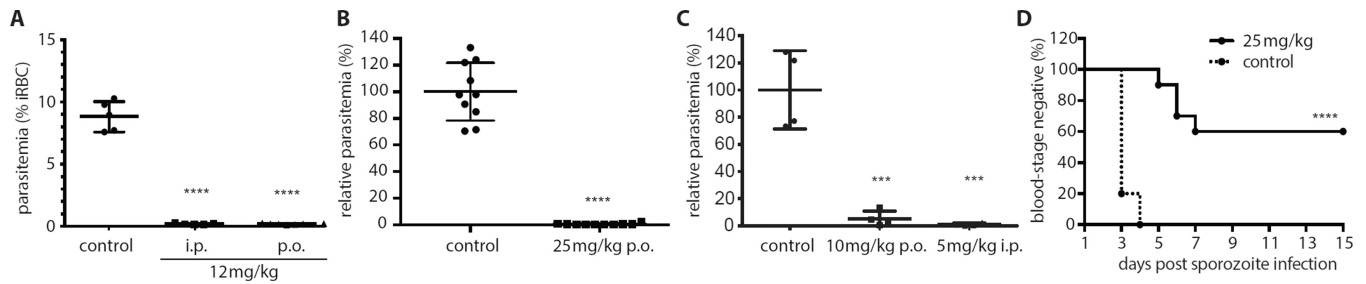 A
parasitemia (% iRBC)
15
10
5
0
****
****
control
i.p.
p.o.
12mg/kg
B
relative parasitemia (%)
140
120
100
80
60
40
20
0
****
control
25mg/kg p.o.
C
relative parasitemia (%)
140
120
100
80
60
40
20
0
***
***
control
10mg/kg p.o.
5mg/kg i.p.
D
blood-stage negative (%)
120
100
80
60
40
20
0
25mg/kg
control
****
1 3 5 7 9 11 13 15
days post sporozoite infection